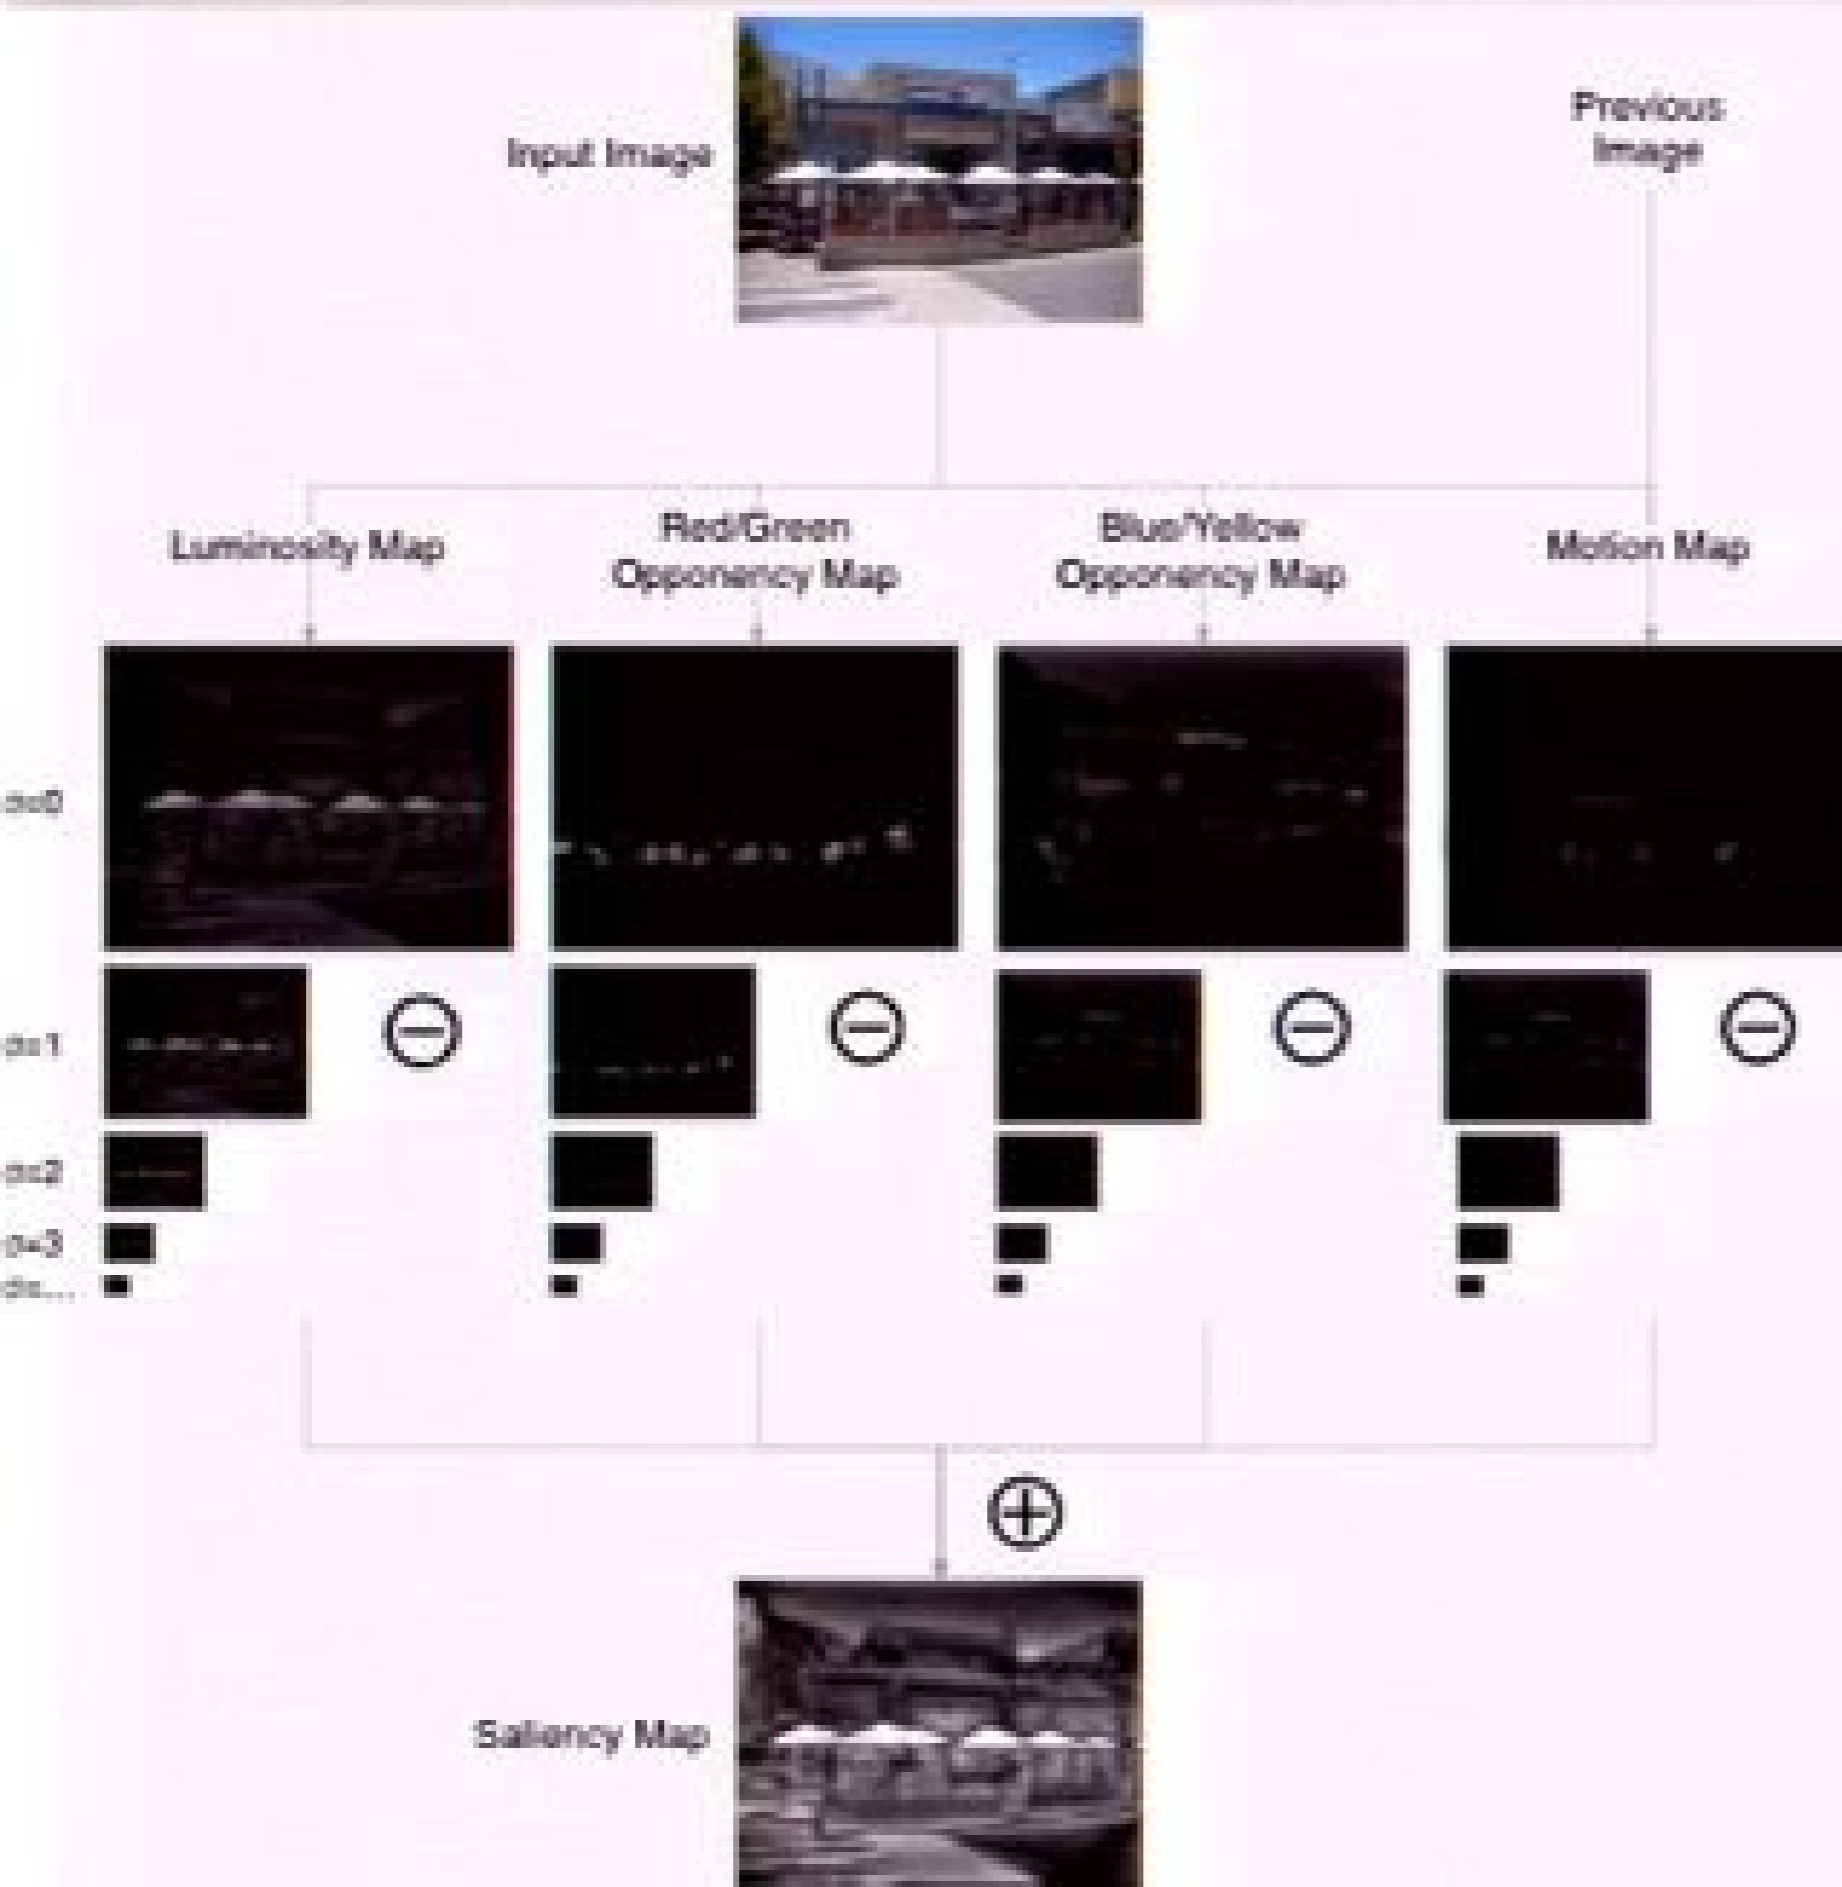 Input Image
Previous
Image
Luminosity Map
Red/Green
Opponency Map
Blue/Yellow
Opponency Map
Motion Map
Saliency Map